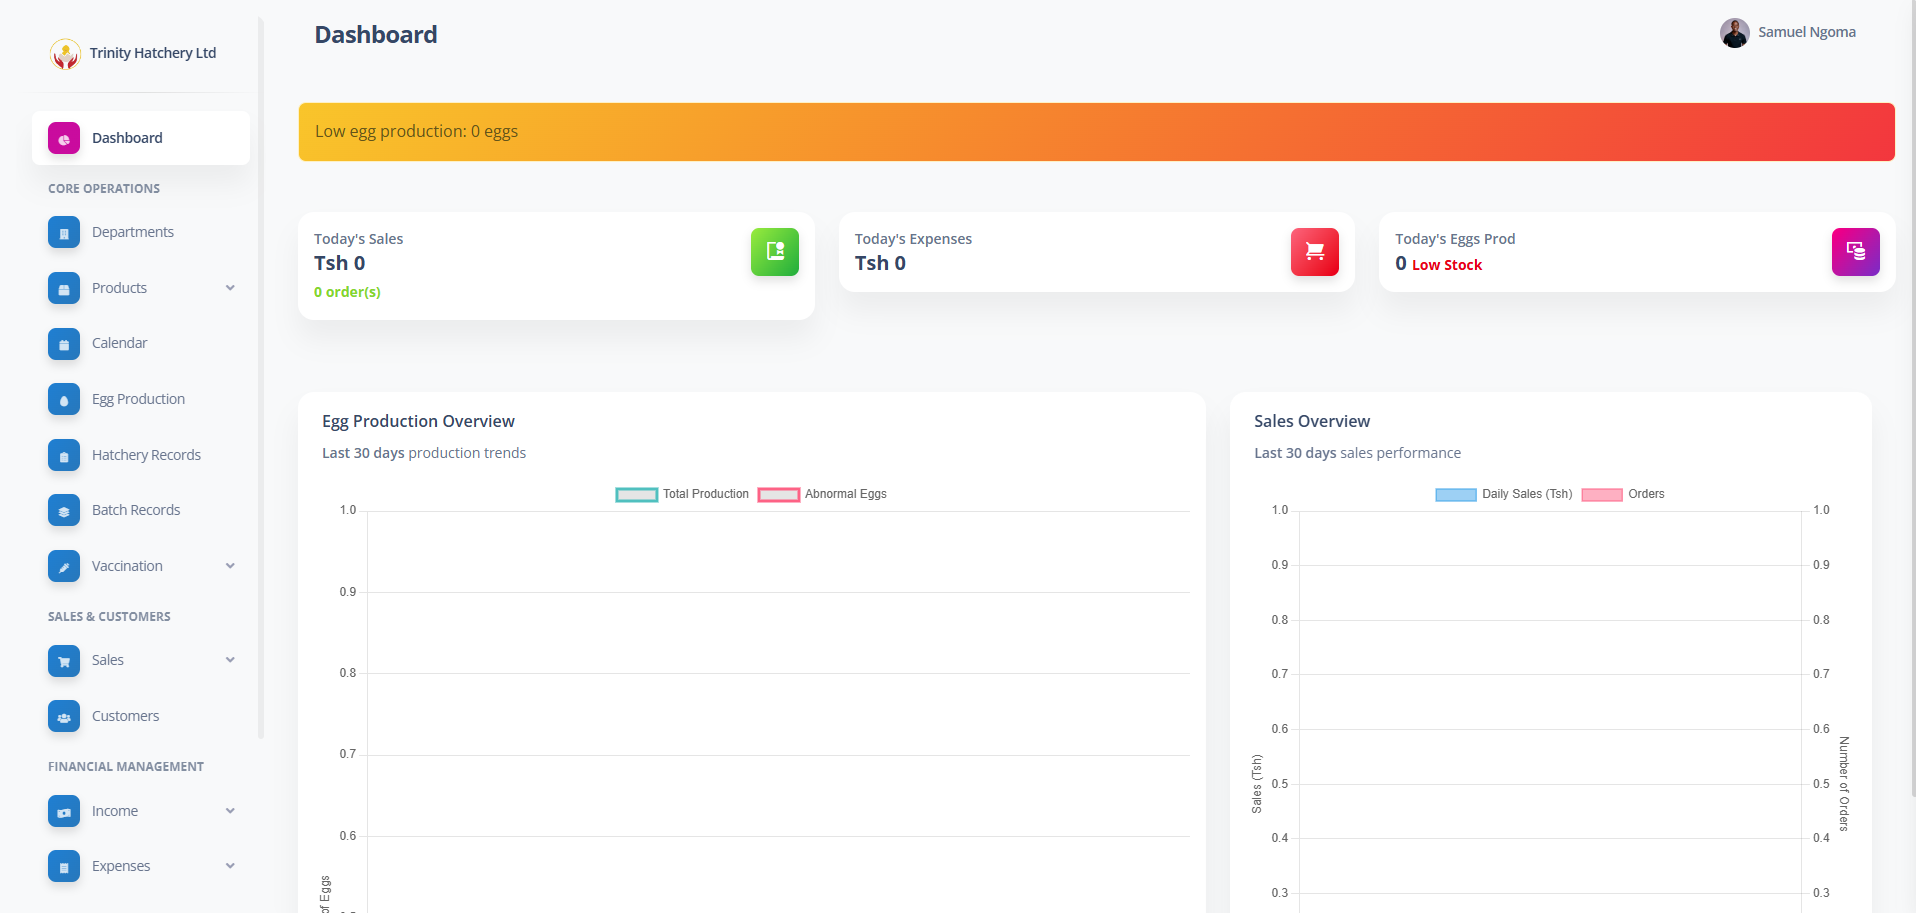 Trinity Hatchery Ltd
Dashboard
CORE OPERATIONS
Departments
Products
Calendar
Egg Production
Hatchery Records
Batch Records
Vaccination
SALES & CUSTOMERS
Sales
Customers
FINANCIAL MANAGEMENT
Income
Expenses
Dashboard
Samuel Ngoma
Low egg production: 0 eggs
Today's Sales
Tsh 0
0 order(s)
Today's Expenses
Tsh 0
Today's Eggs Prod
0 Low Stock
Egg Production Overview
Last 30 days production trends
Total Production
Abnormal Eggs
1.0
0.9
0.8
0.7
0.6
of Eggs
Sales Overview
Last 30 days sales performance
Daily Sales (Tsh)
Orders
1.0
0.9
0.8
0.7
0.6
0.5
0.4
0.3
Sales (Tsh)
1.0
0.9
0.8
0.7
0.6
0.5
0.4
0.3
Number of Orders